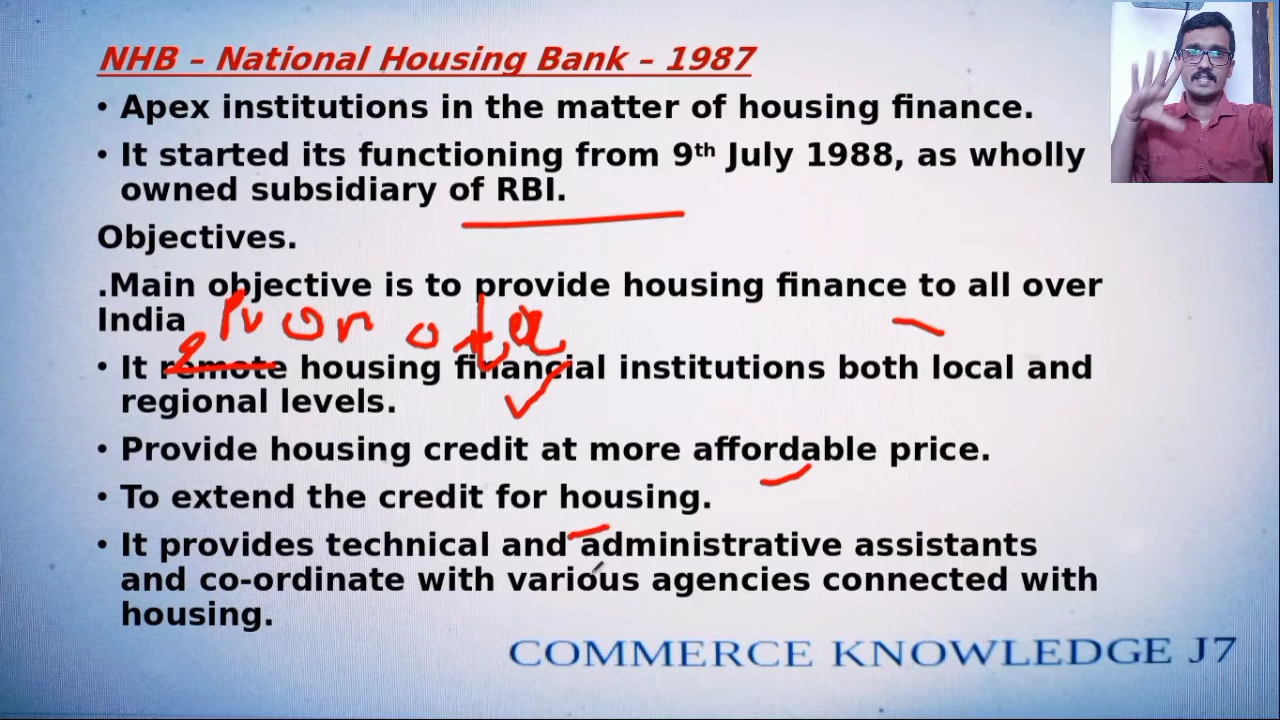 NHB – National Housing Bank – 1987
• Apex institutions in the matter of housing finance.
• It started its functioning from 9th July 1988, as wholly
owned subsidiary of RBI.
Objectives.
.Main objective is to provide housing finance to all over
India
• It remote housing financial institutions both local and
regional levels.
• Provide housing credit at more affordable price.
• To extend the credit for housing.
• It provides technical and administrative assistants
and co-ordinate with various agencies connected with
housing.
COMMERCE KNOWLEDGE J7